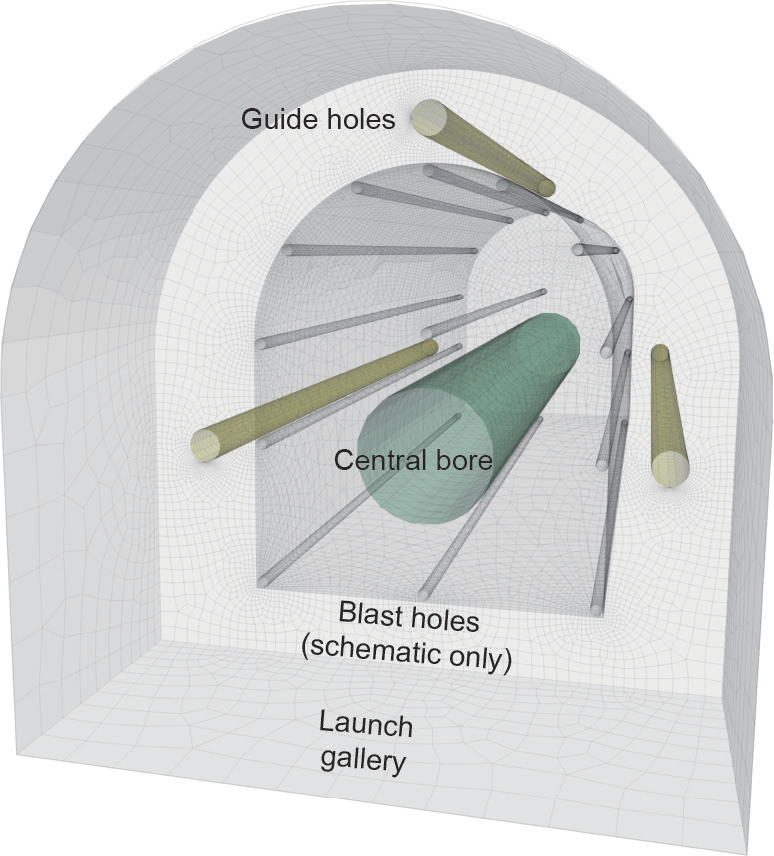 Guide holes
Central bore
Blast holes
(schematic only)
Launch
gallery